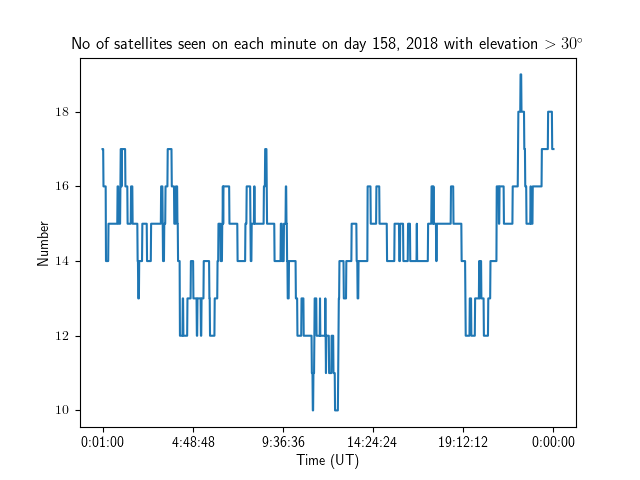 No of satellites seen on each minute on day 158, 2018 with elevation > 30°
18
16
14
12
10
Number
0:01:00 4:48:48 9:36:36 14:24:24 19:12:12 0:00:00
Time (UT)